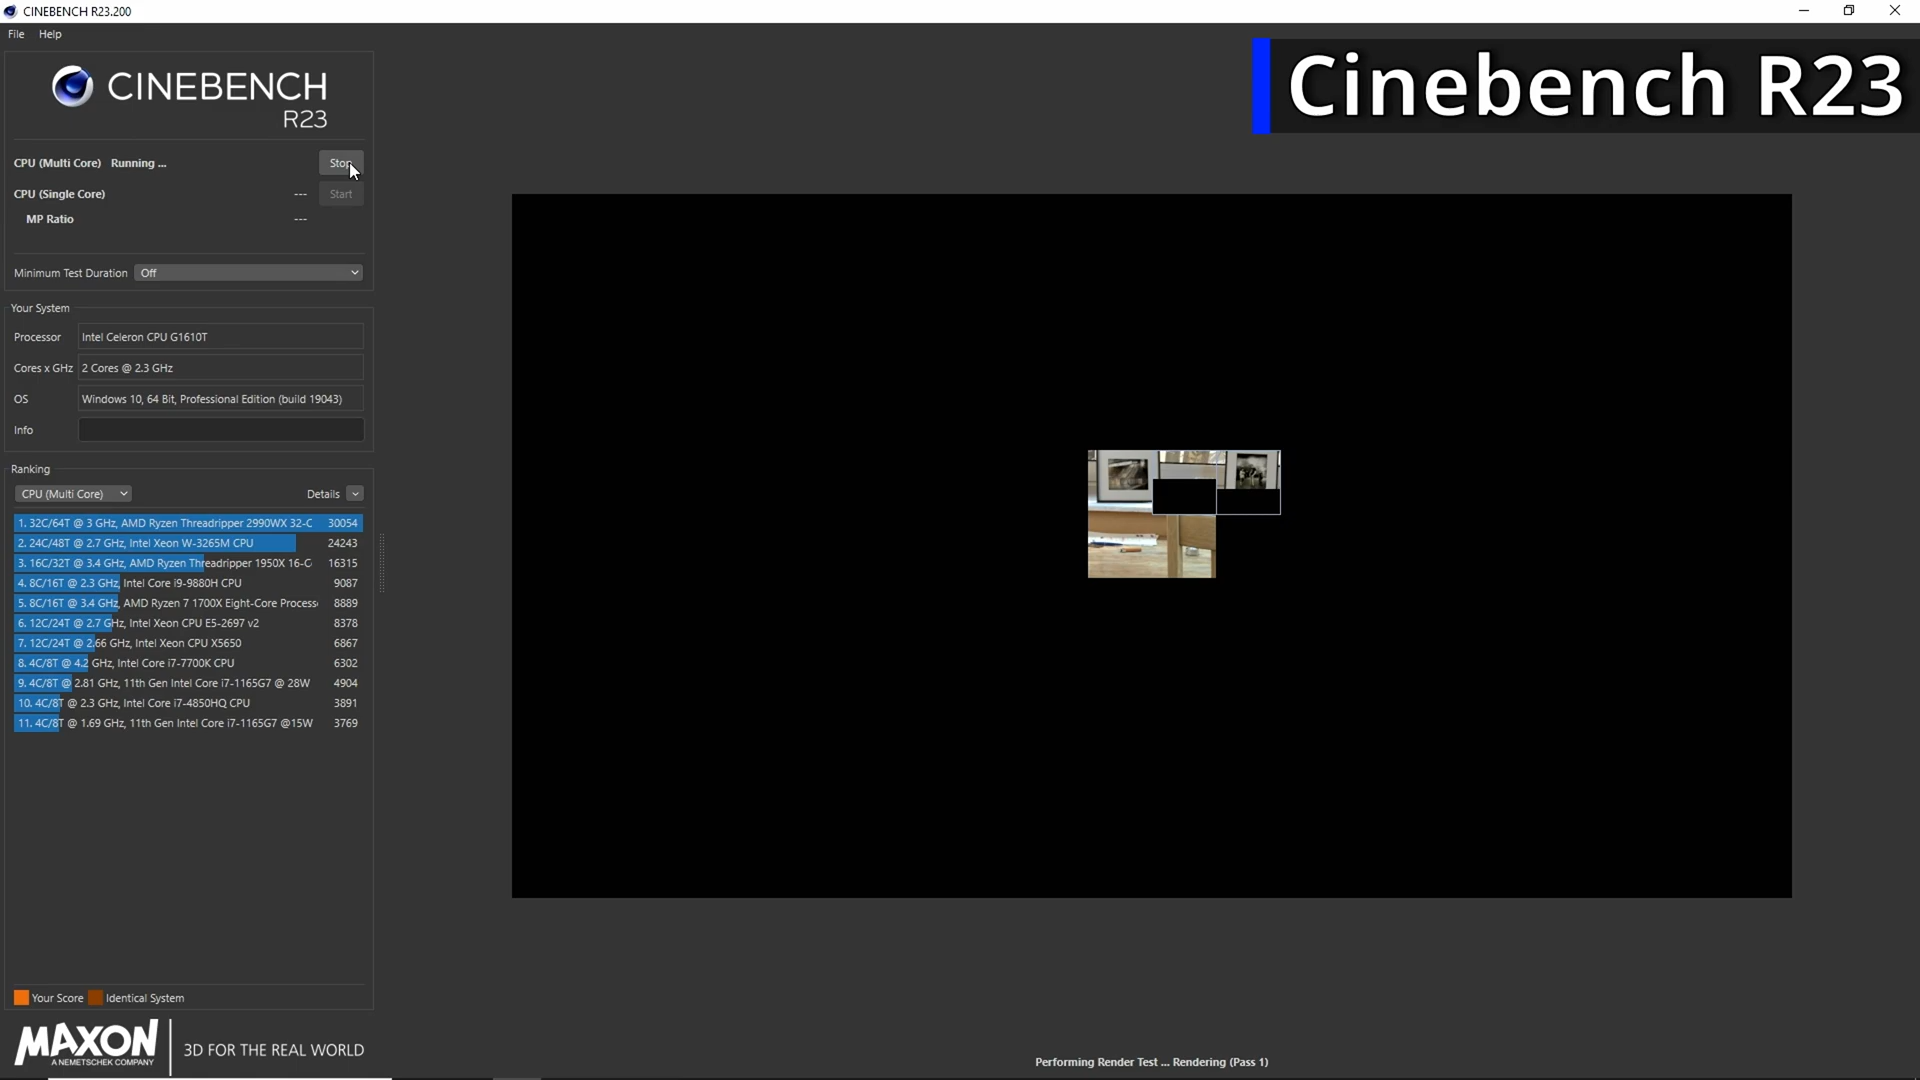 CINEBENCH R23.200
File Help
Cinebench R23
CINEBENCH
R23
CPU (Multi Core) Running ... Stop
CPU (Single Core) --- Start
MP Ratio ---
Minimum Test Duration Off
Your System
Processor Intel Celeron CPU G1610T
Cores x GHz 2 Cores @ 2.3 GHz
OS Windows 10, 64 Bit, Professional Edition (build 19043)
Info
Ranking
CPU (Multi Core) Details
1. 32C/64T @ 3 GHz, AMD Ryzen Threadripper 2990WX 32-C 30054
2. 24C/48T @ 2.7 GHz, Intel Xeon W-3265M CPU 24243
3. 16C/32T @ 3.4 GHz, AMD Ryzen Threadripper 1950X 16-C 16315
4. 8C/16T @ 2.3 GHz, Intel Core i9-9880H CPU 9087
5. 8C/16T @ 3.4 GHz, AMD Ryzen 7 1700X Eight-Core Process 8889
6. 12C/24T @ 2.7 GHz, Intel Xeon CPU E5-2697 v2 8378
7. 12C/24T @ 2.66 GHz, Intel Xeon CPU X5650 6867
8. 4C/8T @ 4.2 GHz, Intel Core i7-7700K CPU 6302
9. 4C/8T @ 2.81 GHz, 11th Gen Intel Core i7-1165G7 @ 28W 4904
10. 4C/8T @ 2.3 GHz, Intel Core i7-4850HQ CPU 3891
11. 4C/8T @ 1.69 GHz, 11th Gen Intel Core i7-1165G7 @15W 3769
Your Score Identical System
MAXON
A NEMETSCHEK COMPANY
3D FOR THE REAL WORLD
Performing Render Test ... Rendering (Pass 1)